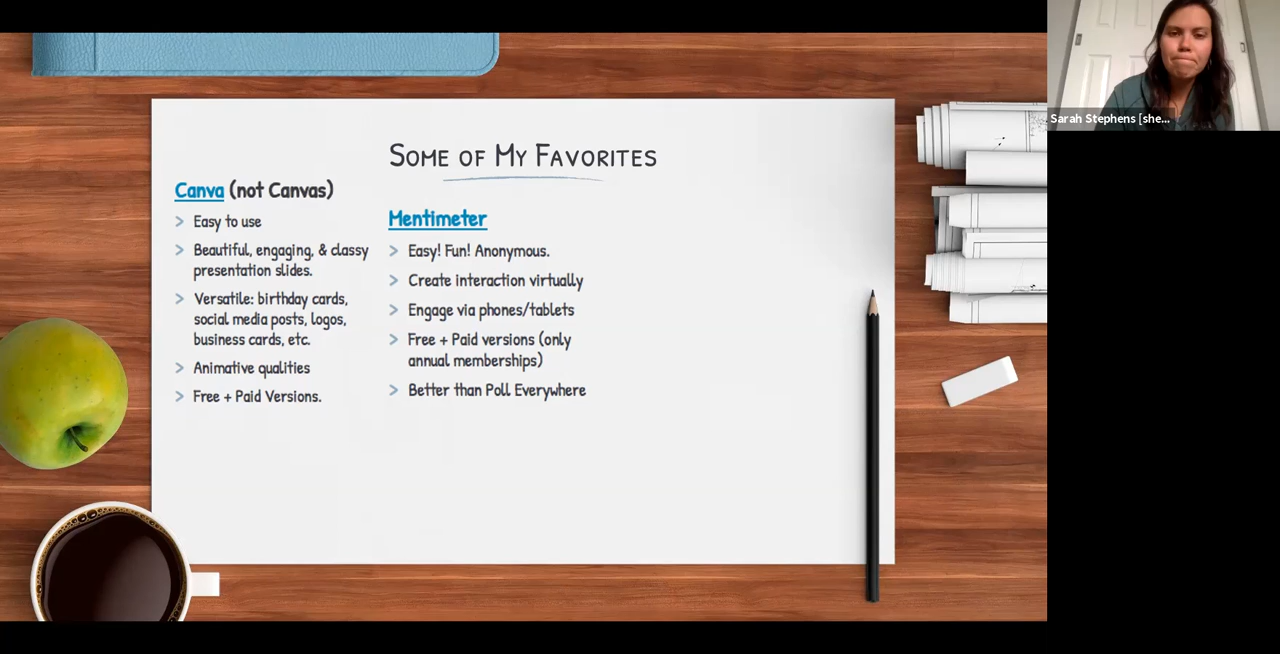 Some of My Favorites
Canva (not Canvas)
> Easy to use
> Beautiful, engaging, & classy
presentation slides.
> Versatile: birthday cards,
social media posts, logos,
business cards, etc.
> Animative qualities
> Free + Paid Versions.
Mentimeter
> Easy! Fun! Anonymous.
> Create interaction virtually
> Engage via phones/tablets
> Free + Paid versions (only
annual memberships)
> Better than Poll Everywhere
Sarah Stephens [she...